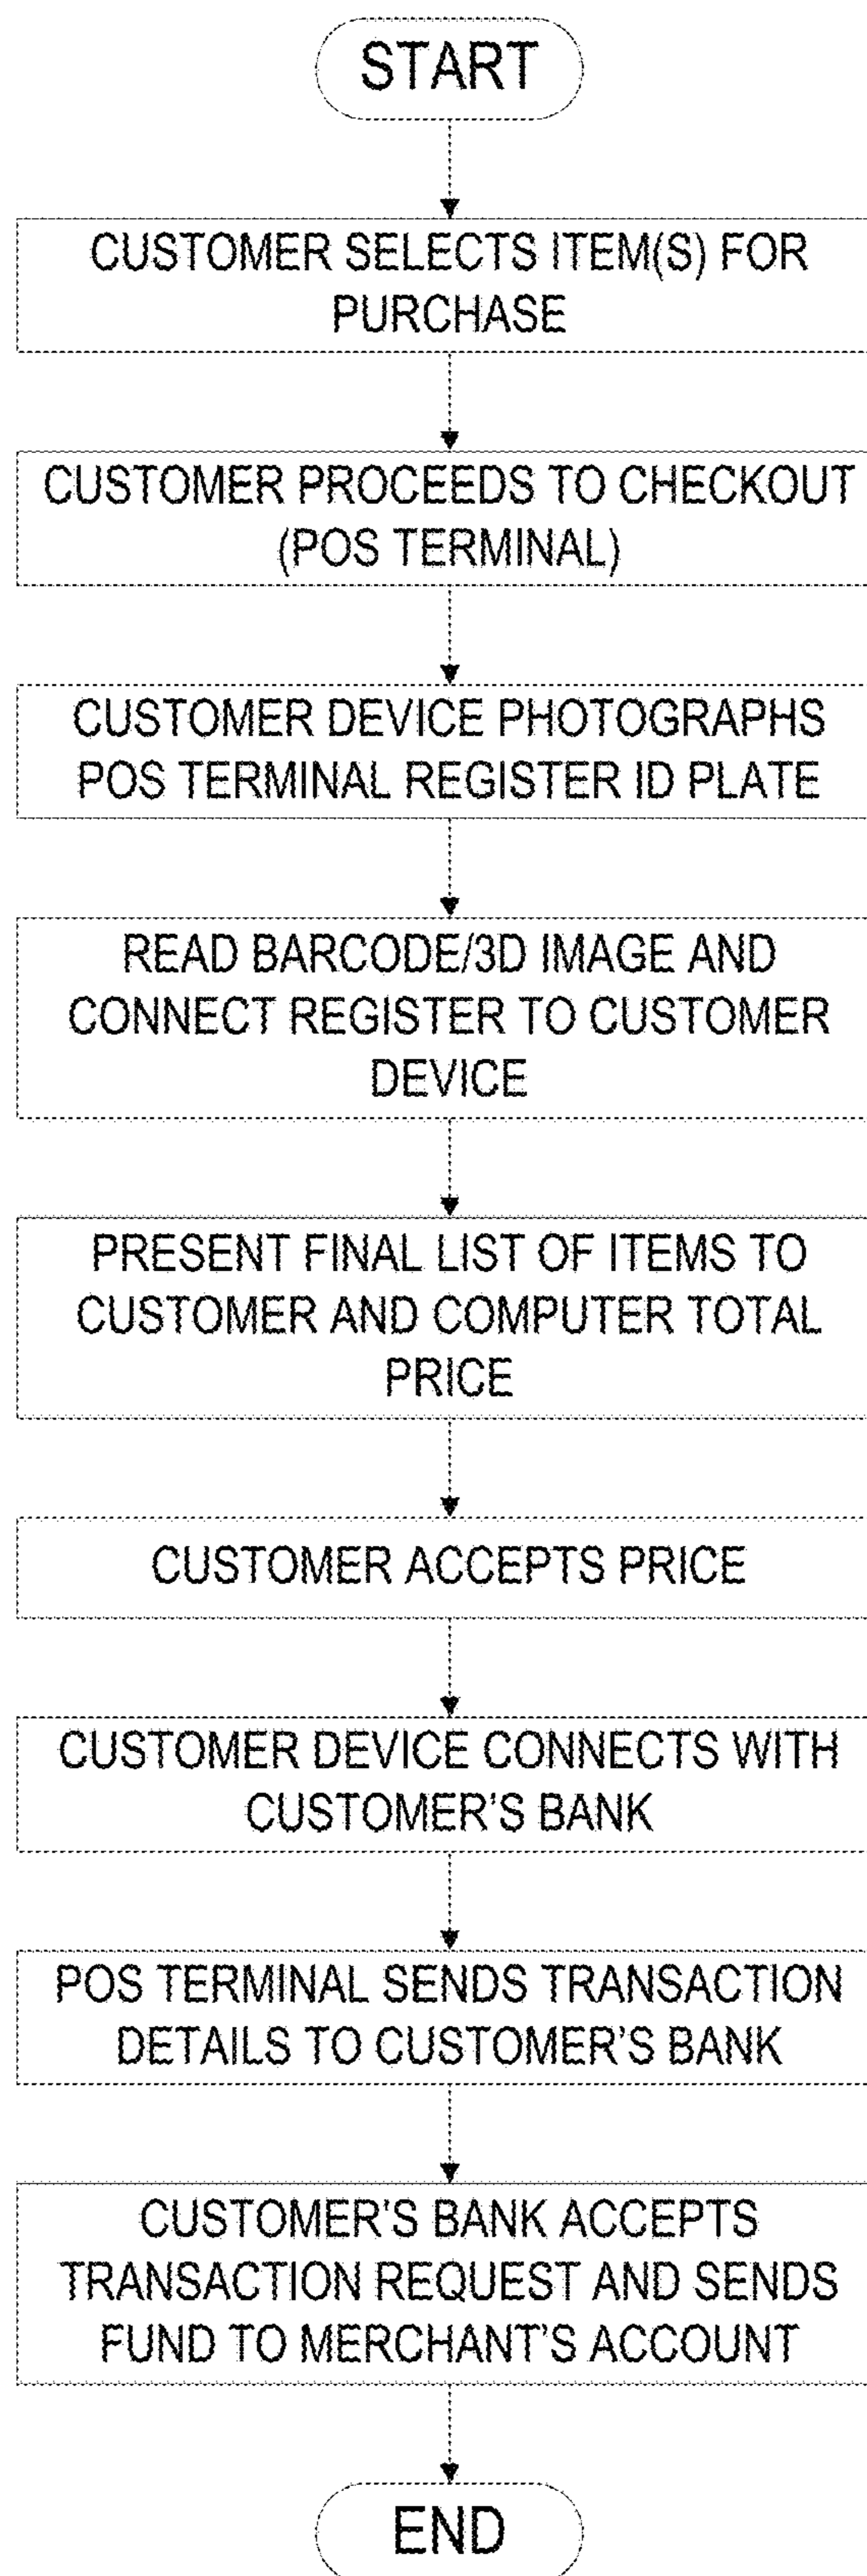 START
CUSTOMER SELECTS ITEM(S) FOR
PURCHASE
CUSTOMER PROCEEDS TO CHECKOUT
(POS TERMINAL)
CUSTOMER DEVICE PHOTOGRAPHS
POS TERMINAL REGISTER ID PLATE
READ BARCODE/3D IMAGE AND
CONNECT REGISTER TO CUSTOMER
DEVICE
PRESENT FINAL LIST OF ITEMS TO
CUSTOMER AND COMPUTER TOTAL
PRICE
CUSTOMER ACCEPTS PRICE
CUSTOMER DEVICE CONNECTS WITH
CUSTOMER'S BANK
POS TERMINAL SENDS TRANSACTION
DETAILS TO CUSTOMER'S BANK
CUSTOMER'S BANK ACCEPTS
TRANSACTION REQUEST AND SENDS
FUND TO MERCHANT'S ACCOUNT
END